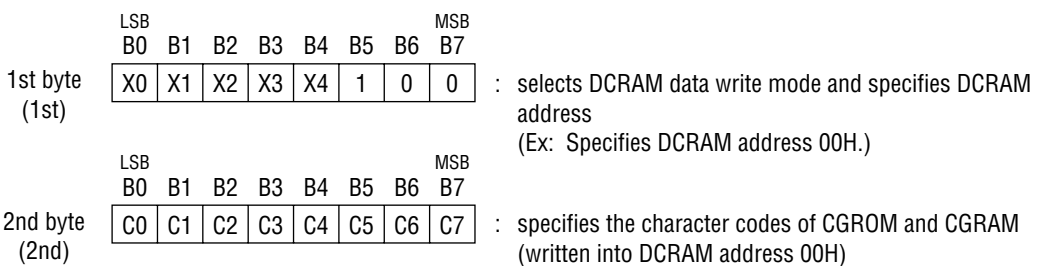 LSB MSB
B0 B1 B2 B3 B4 B5 B6 B7
1st byte X0 X1 X2 X3 X4 1 0 0 : selects DCRAM data write mode and specifies DCRAM
(1st) address
(Ex: Specifies DCRAM address 00H.)
LSB MSB
B0 B1 B2 B3 B4 B5 B6 B7
2nd byte C0 C1 C2 C3 C4 C5 C6 C7 : specifies the character codes of CGROM and CGRAM
(2nd) (written into DCRAM address 00H)